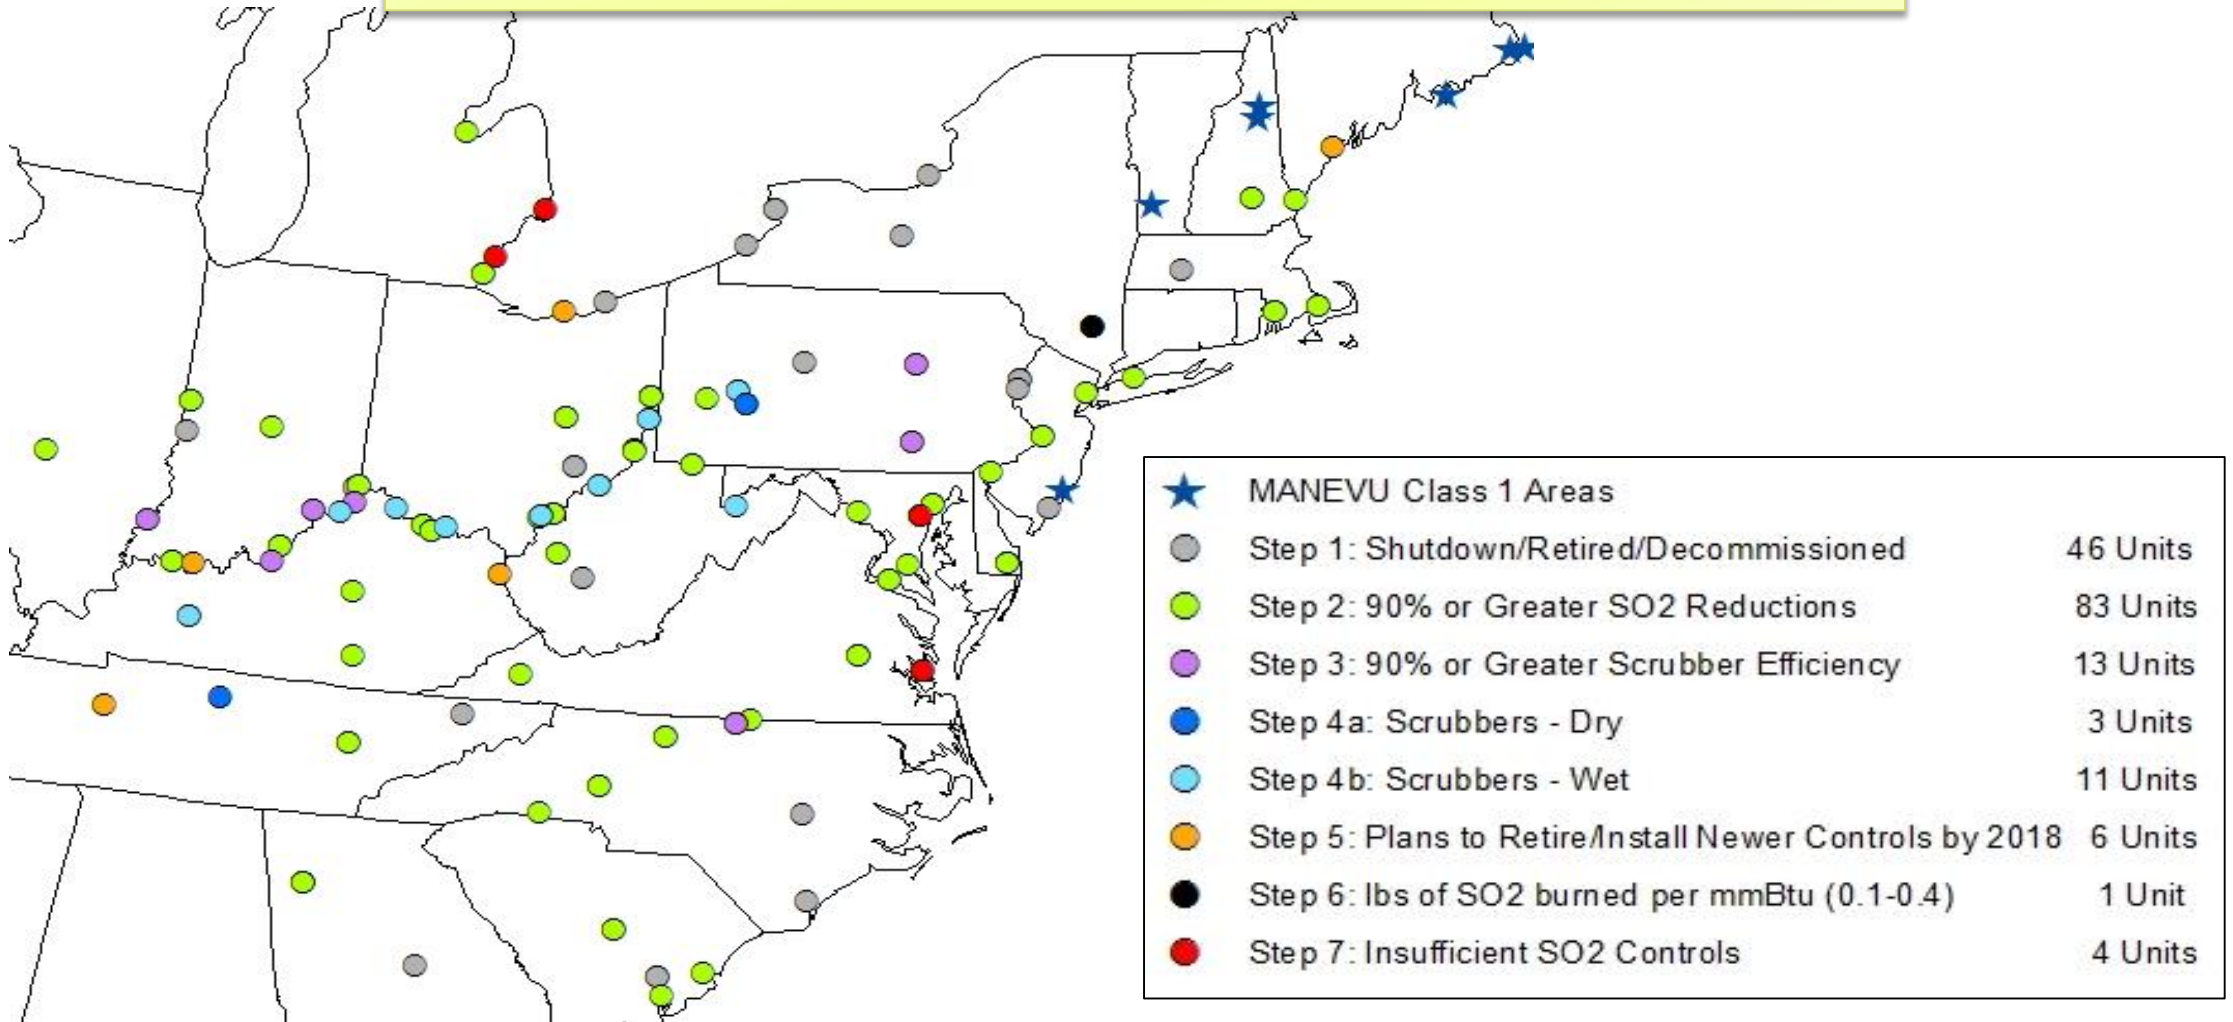 MANEVU Class 1 Areas
Step 1: Shutdown/Retired/Decommissioned 46 Units
Step 2: 90% or Greater SO2 Reductions 83 Units
Step 3: 90% or Greater Scrubber Efficiency 13 Units
Step 4a: Scrubbers - Dry 3 Units
Step 4b: Scrubbers - Wet 11 Units
Step 5: Plans to Retire/Install Newer Controls by 2018 6 Units
Step 6: lbs of SO2 burned per mmBtu (0.1-0.4) 1 Unit
Step 7: Insufficient SO2 Controls 4 Units